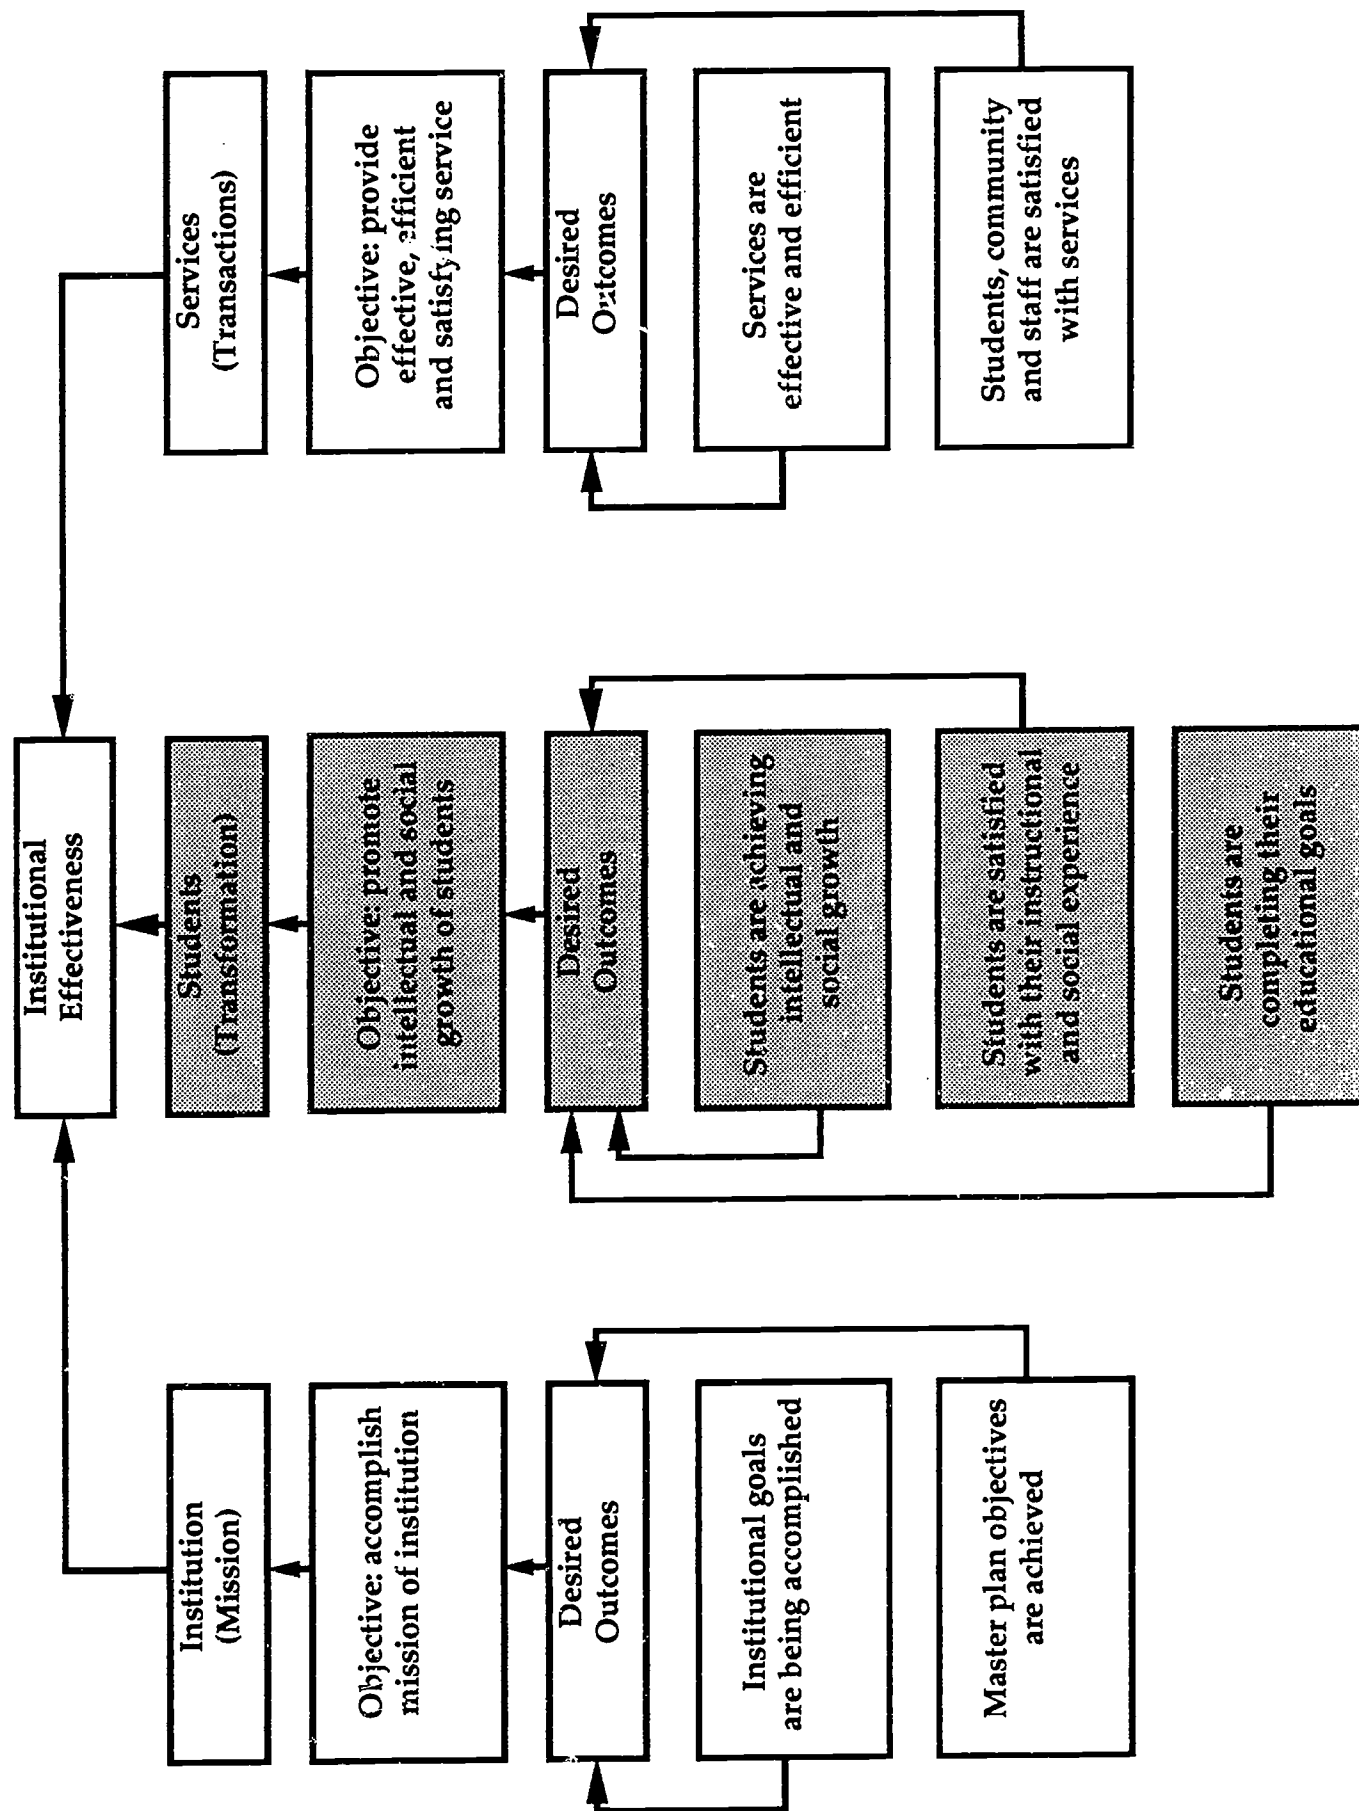 Institutional
Effectiveness
Institution
(Mission)
Objective: accomplish
mission of institution
Desired
Outcomes
Institutional goals
are being accomplished
Master plan objectives
are achieved
Students
(Transformation)
Objective: promote
intellectual and social
growth of students
Desired
Outcomes
Students are achieving
intellectual and
social growth
Students are satisfied
with their instructional
and social experience
Students are
completing their
educational goals
Services
(Transactions)
Objective: provide
effective, efficient
and satisfying service
Desired
Outcomes
Services are
effective and efficient
Students, community
and staff are satisfied
with services